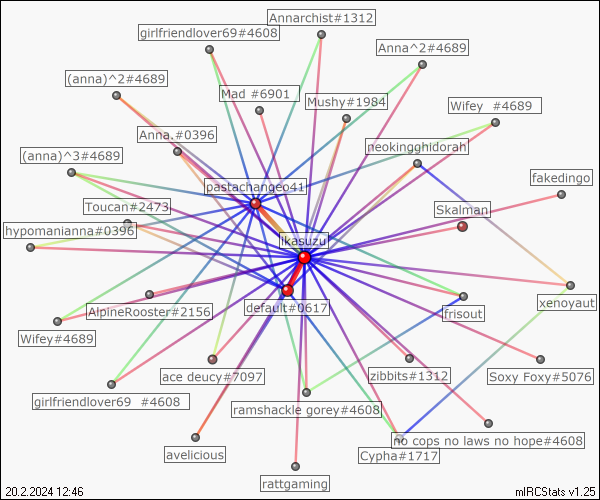 Annarchist#1312
girlfriendlover69#4608
Anna^2#4689
(anna)^2#4689
Mad #6901
Mushy#1984
Wifey  #4689
Anna.#0396
neokingghidorah
(anna)^3#4689
pastachangeo41
fakedingo
Toucan#2473
Skalman
hypomanianna#0396
ikasuzu
default#0617
xenoyaut
AlpineRooster#2156
frisout
Wifey#4689
ace deucy#7097
zibbits#1312
Soxy Foxy#5076
girlfriendlover69  #4608
ramshackle gorey#4608
no cops no laws no hope#4608
avelicious
Cypha#1717
rattgaming
20.2.2024 12:46
mIRCStats v1.25